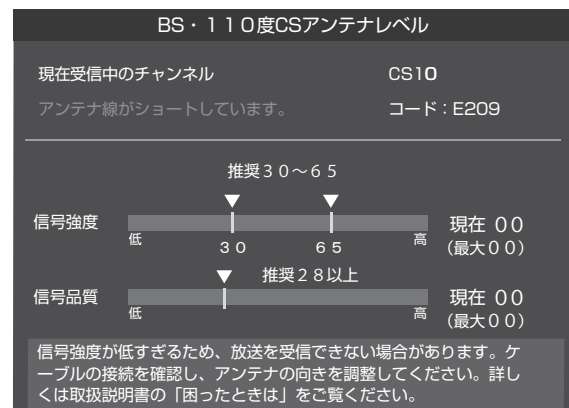 BS・110度CSアンテナレベル
現在受信中のチャンネル CS10
アンテナ線がショートしています。 コード：E209
推奨30～65
信号強度 低 30 65 高 現在 00
(最大00)
推奨28以上
信号品質 低 高 現在 00
(最大00)
信号強度が低すぎるため、放送を受信できない場合があります。ケ
ーブルの接続を確認し、アンテナの向きを調整してください。詳し
くは取扱説明書の「困ったときは」をご覧ください。